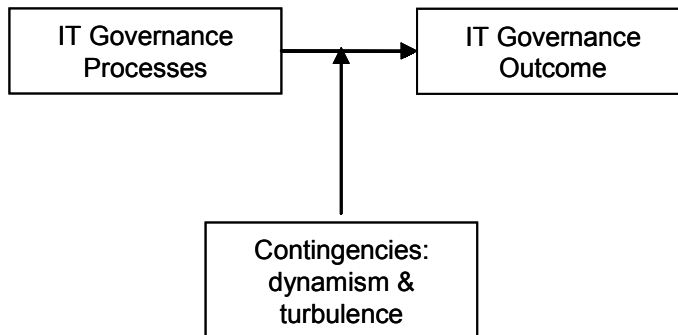 IT Governance
Processes
IT Governance
Outcome
Contingencies:
dynamism &
turbulence